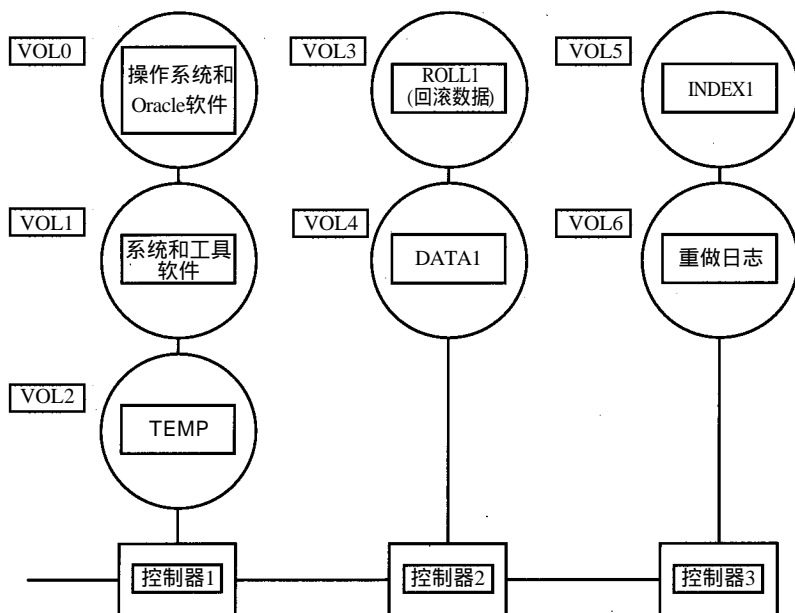 VOL0
操作系统和
Oracle软件
VOL3
ROLL1
(回滚数据)
VOL5
INDEX1
VOL1
系统和工具
软件
VOL4
DATA1
VOL6
重做日志
VOL2
TEMP
控制器1
控制器2
控制器3